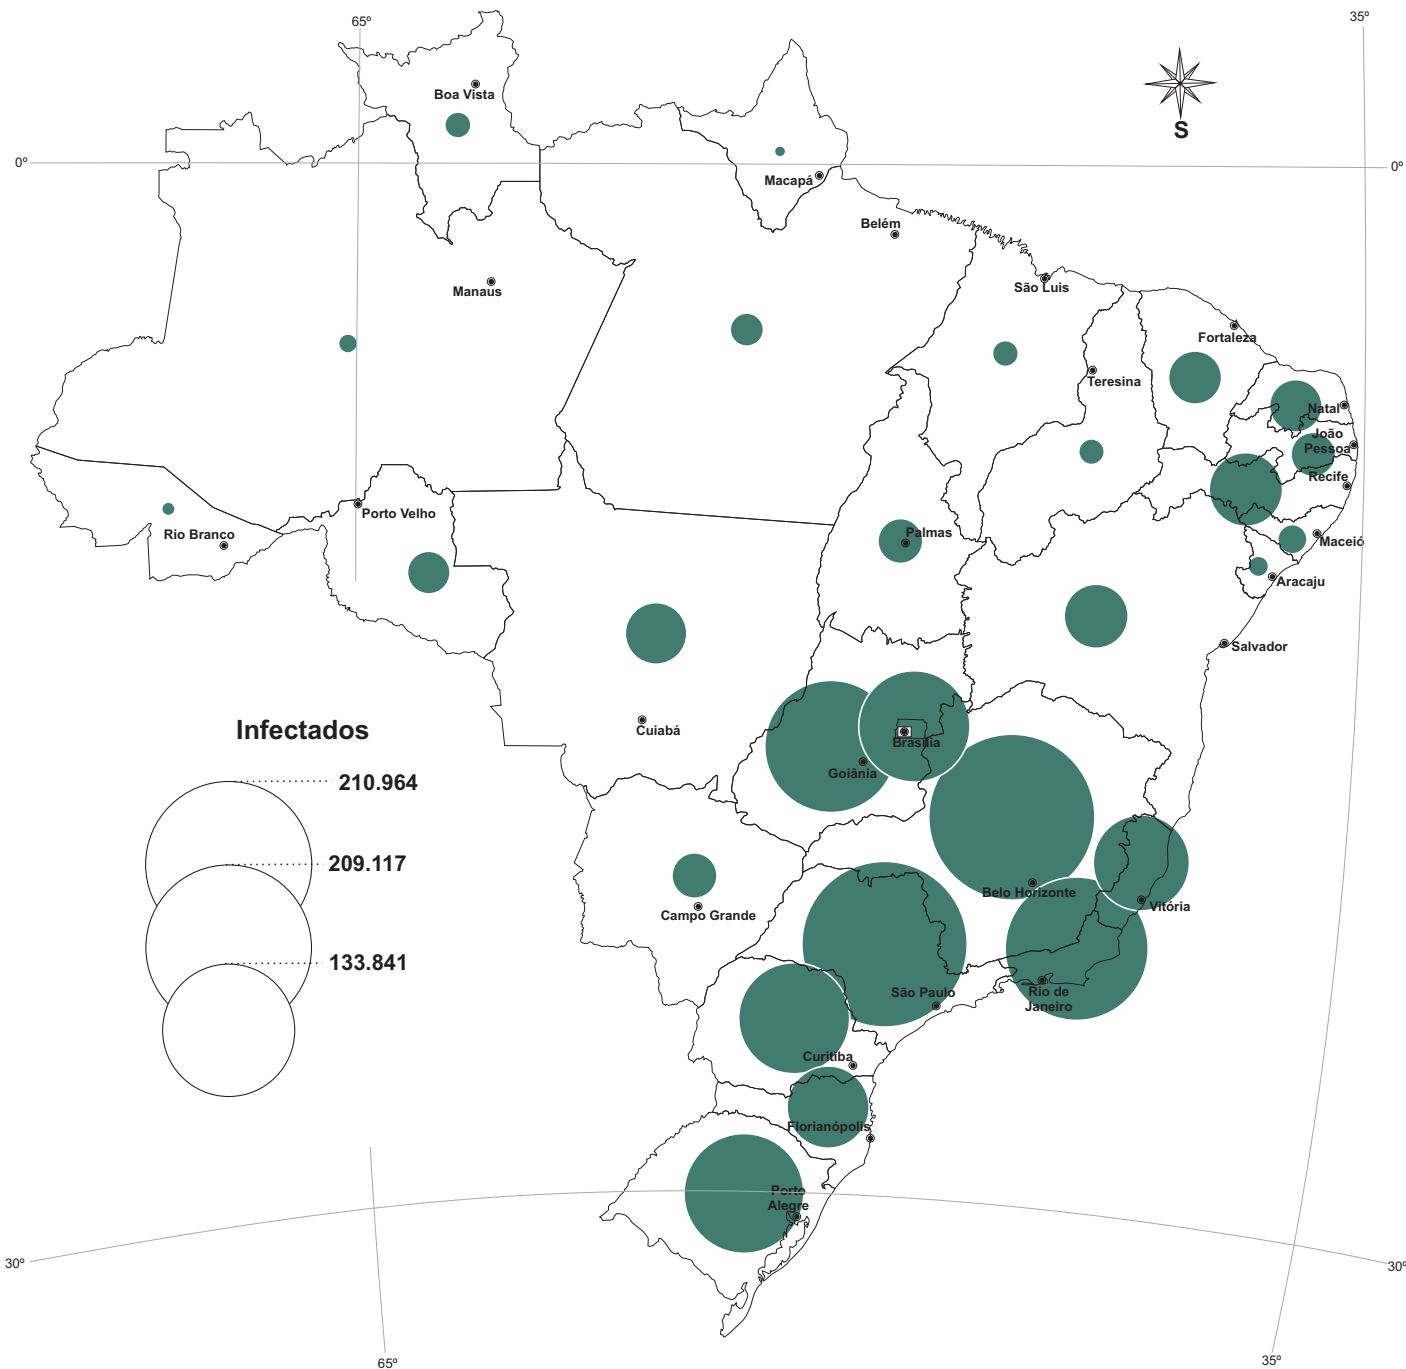 65º
35º
Boa Vista
S
0º
0º
Macapá
Belém
Manaus
São Luis
Fortaleza
Teresina
Natal
João
Pessoa
Recife
Porto Velho
Rio Branco
Palmas
Maceió
Aracaju
Salvador
Infectados
Cuiabá
Brasília
Goiânia
210.964
209.117
Belo Horizonte
Vitória
Campo Grande
133.841
São Paulo
Rio de
Janeiro
Curitiba
Florianópolis
Porto
Alegre
30º
30º
65º
35º